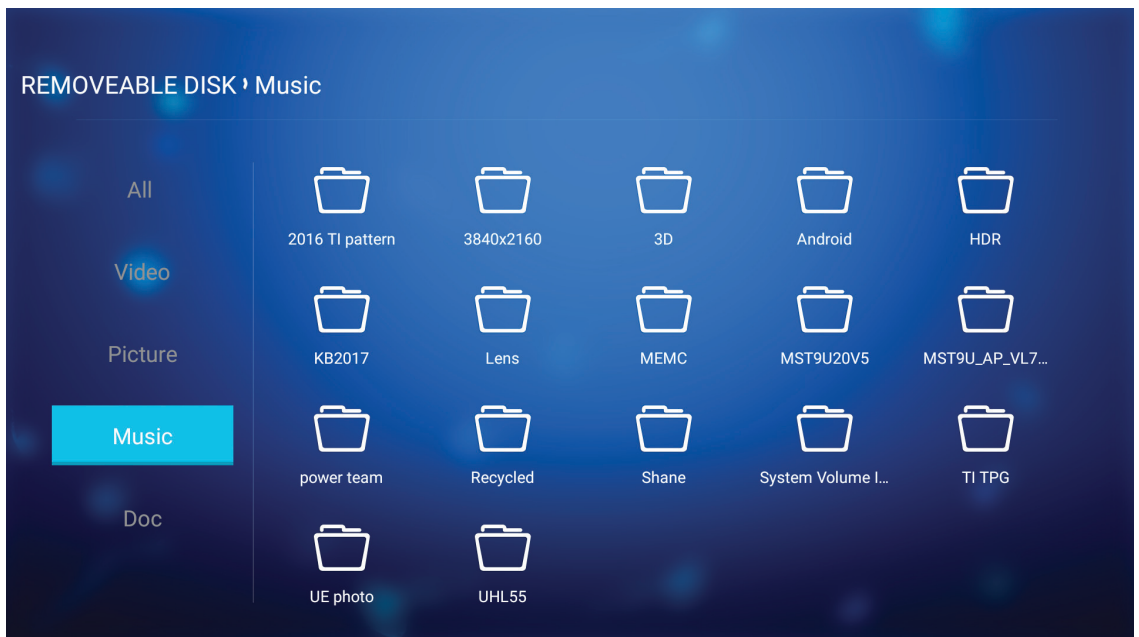 REMOVEABLE DISK Music
All
Video
Picture
Music
Doc
2016 TI pattern
3840x2160
3D
Android
HDR
KB2017
Lens
MEMC
MST9U20V5
MST9U_AP_VL7...
power team
Recycled
Shane
System Volume I...
TI TPG
UE photo
UHL55